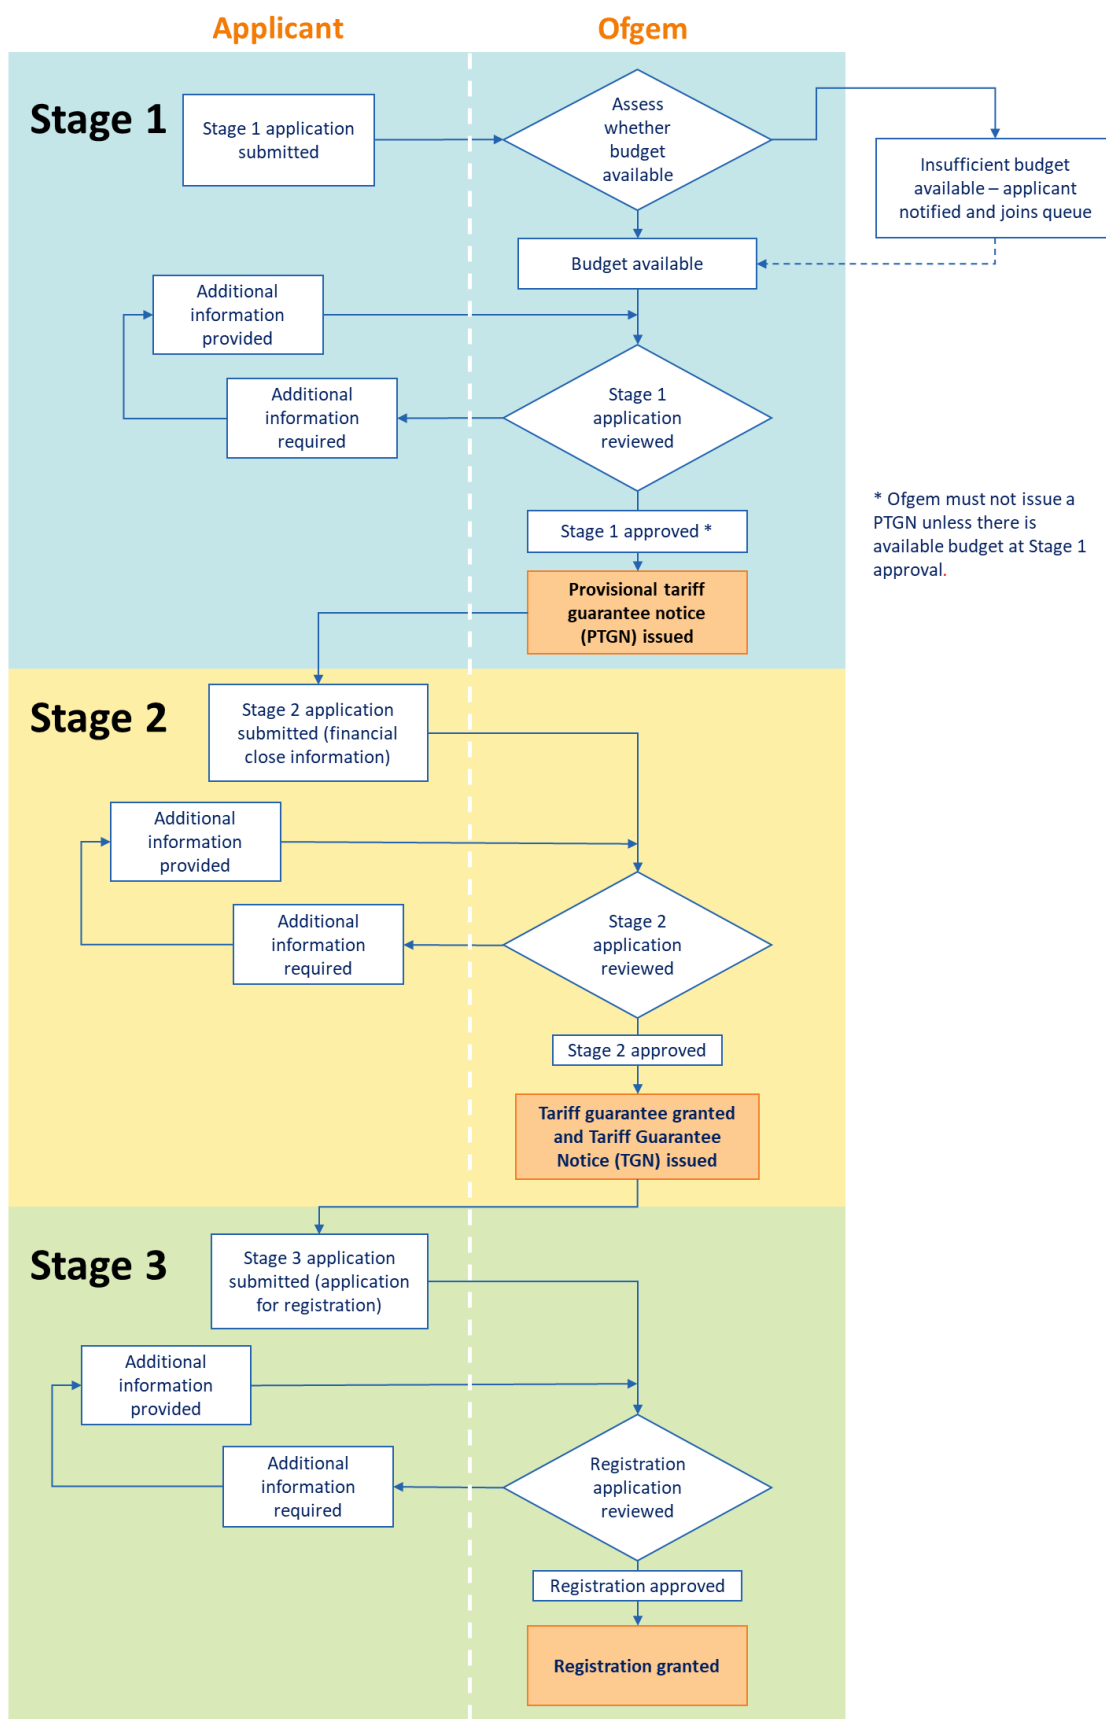 Applicant
Ofgem
Stage 1
Stage 1 application
submitted
Assess
whether
budget
available
Insufficient budget
available – applicant
notified and joins queue
Budget available
Additional
information
provided
Additional
information
required
Stage 1
application
reviewed
* Ofgem must not issue a
PTGN unless there is
available budget at Stage 1
approval.
Stage 1 approved *
Provisional tariff
guarantee notice
(PTGN) issued
Stage 2
Stage 2 application
submitted (financial
close information)
Additional
information
provided
Additional
information
required
Stage 2
application
reviewed
Stage 2 approved
Tariff guarantee granted
and Tariff Guarantee
Notice (TGN) issued
Stage 3
Stage 3 application
submitted (application
for registration)
Additional
information
provided
Additional
information
required
Registration
application
reviewed
Registration approved
Registration granted